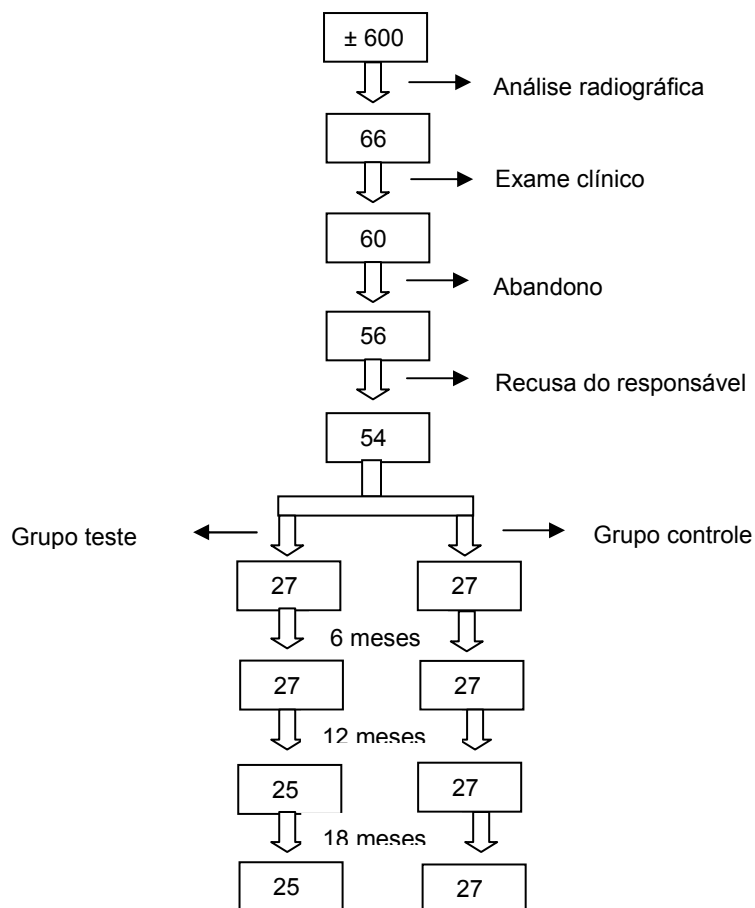 ± 600
Análise radiográfica
66
Exame clínico
60
Abandono
56
Recusa do responsável
54
Grupo teste
Grupo controle
27
27
6 meses
27
27
12 meses
25
27
18 meses
25
27